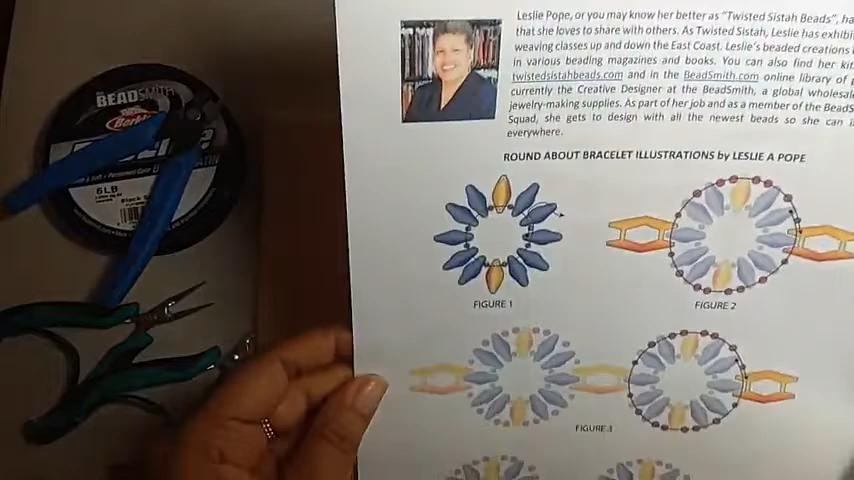 Leslie Pope, or you may know her better as "Twisted Sistah Beads", ha
that she loves to share with others. As Twisted Sistah, Leslie has exhibi
weaving classes up and down the East Coast. Leslie's beaded creations
in various beading magazines and books. You can also find her kit
twistedsistahbeads.com and in the BeadSmith.com online library of p
currently the Creative Designer at the BeadSmith, a global wholesale
jewelry-making supplies. As part of her job and as a member of the BeadS
Squad, she gets to design with all the newest beads so she can i
everywhere.
ROUND ABOUT BRACELET ILLUSTRATIONS by LESLIE A POPE
FIGURE 1
FIGURE 2
FIGURE 3
the BEADSMITH
Berkl
6LB